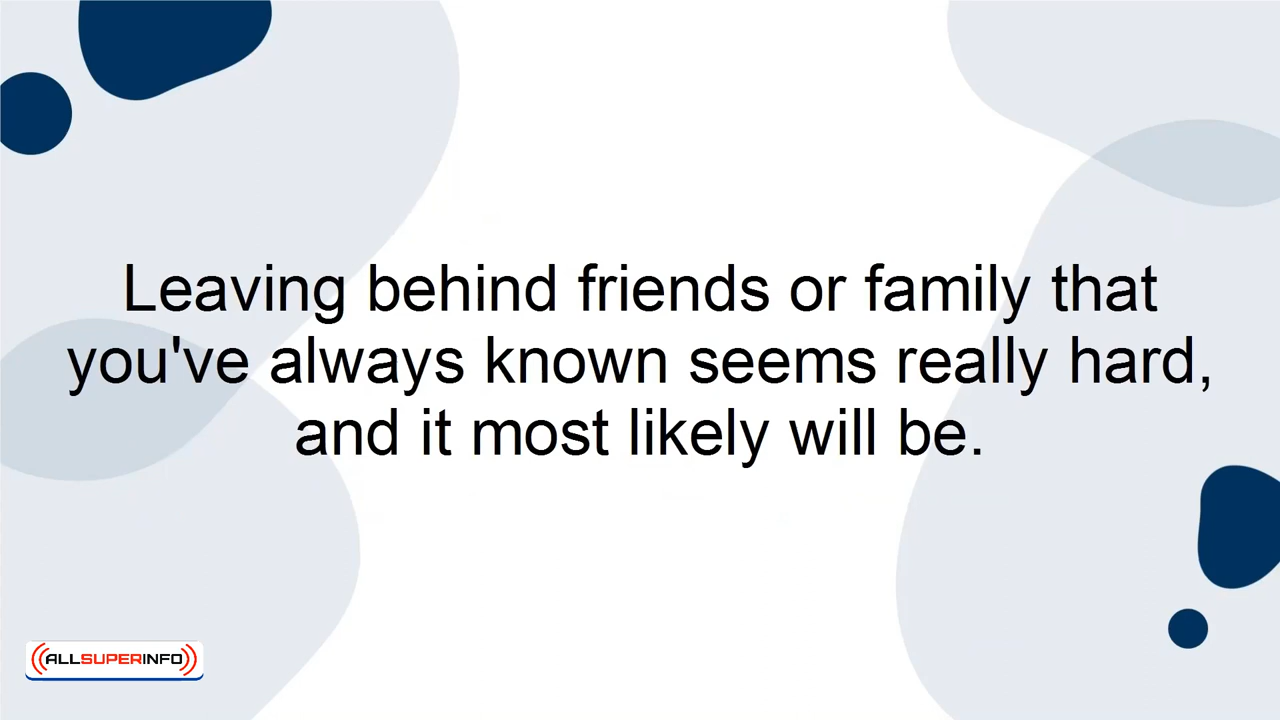 Leaving behind friends or family that
you've always known seems really hard,
and it most likely will be.
ALLSUPERINFO